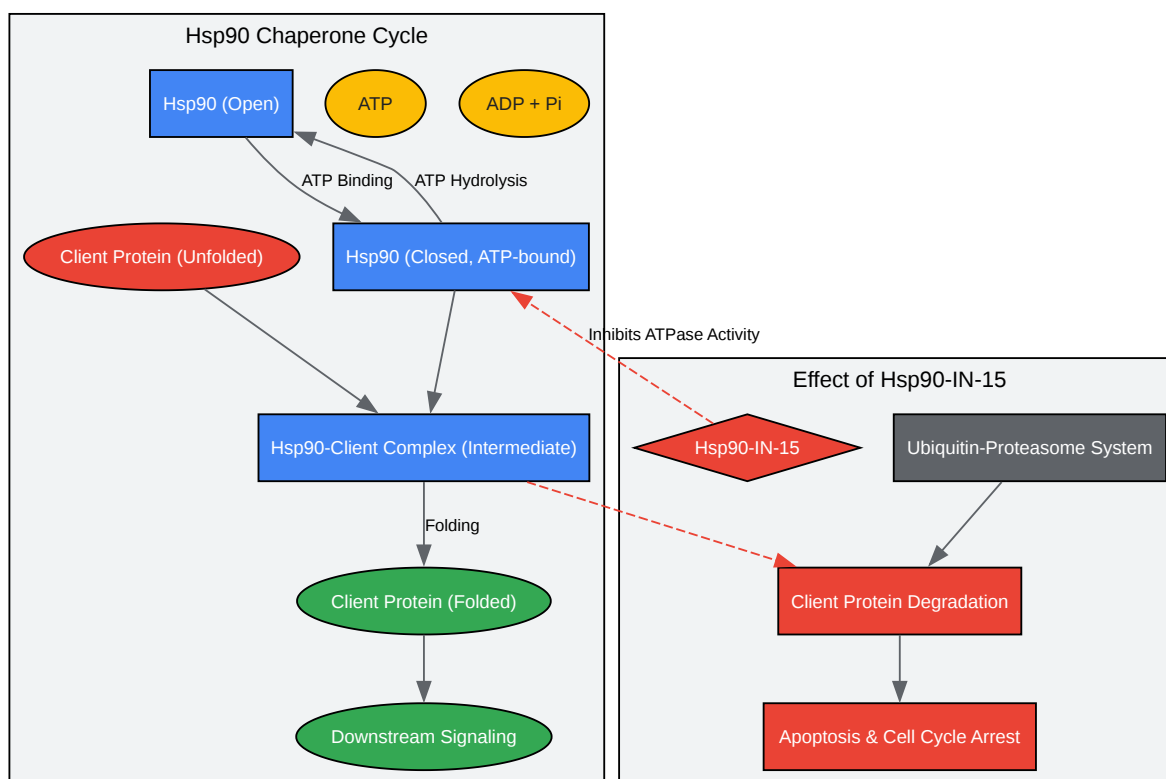 Hsp90 Chaperone Cycle
Hsp90 (Open)
ATP
ADP + Pi
ATP Binding
ATP Hydrolysis
Client Protein (Unfolded)
Hsp90 (Closed, ATP-bound)
Inhibits ATPase Activity
Effect of Hsp90-IN-15
Hsp90-Client Complex (Intermediate)
Hsp90-IN-15
Ubiquitin-Proteasome System
Folding
Client Protein (Folded)
Client Protein Degradation
Downstream Signaling
Apoptosis & Cell Cycle Arrest